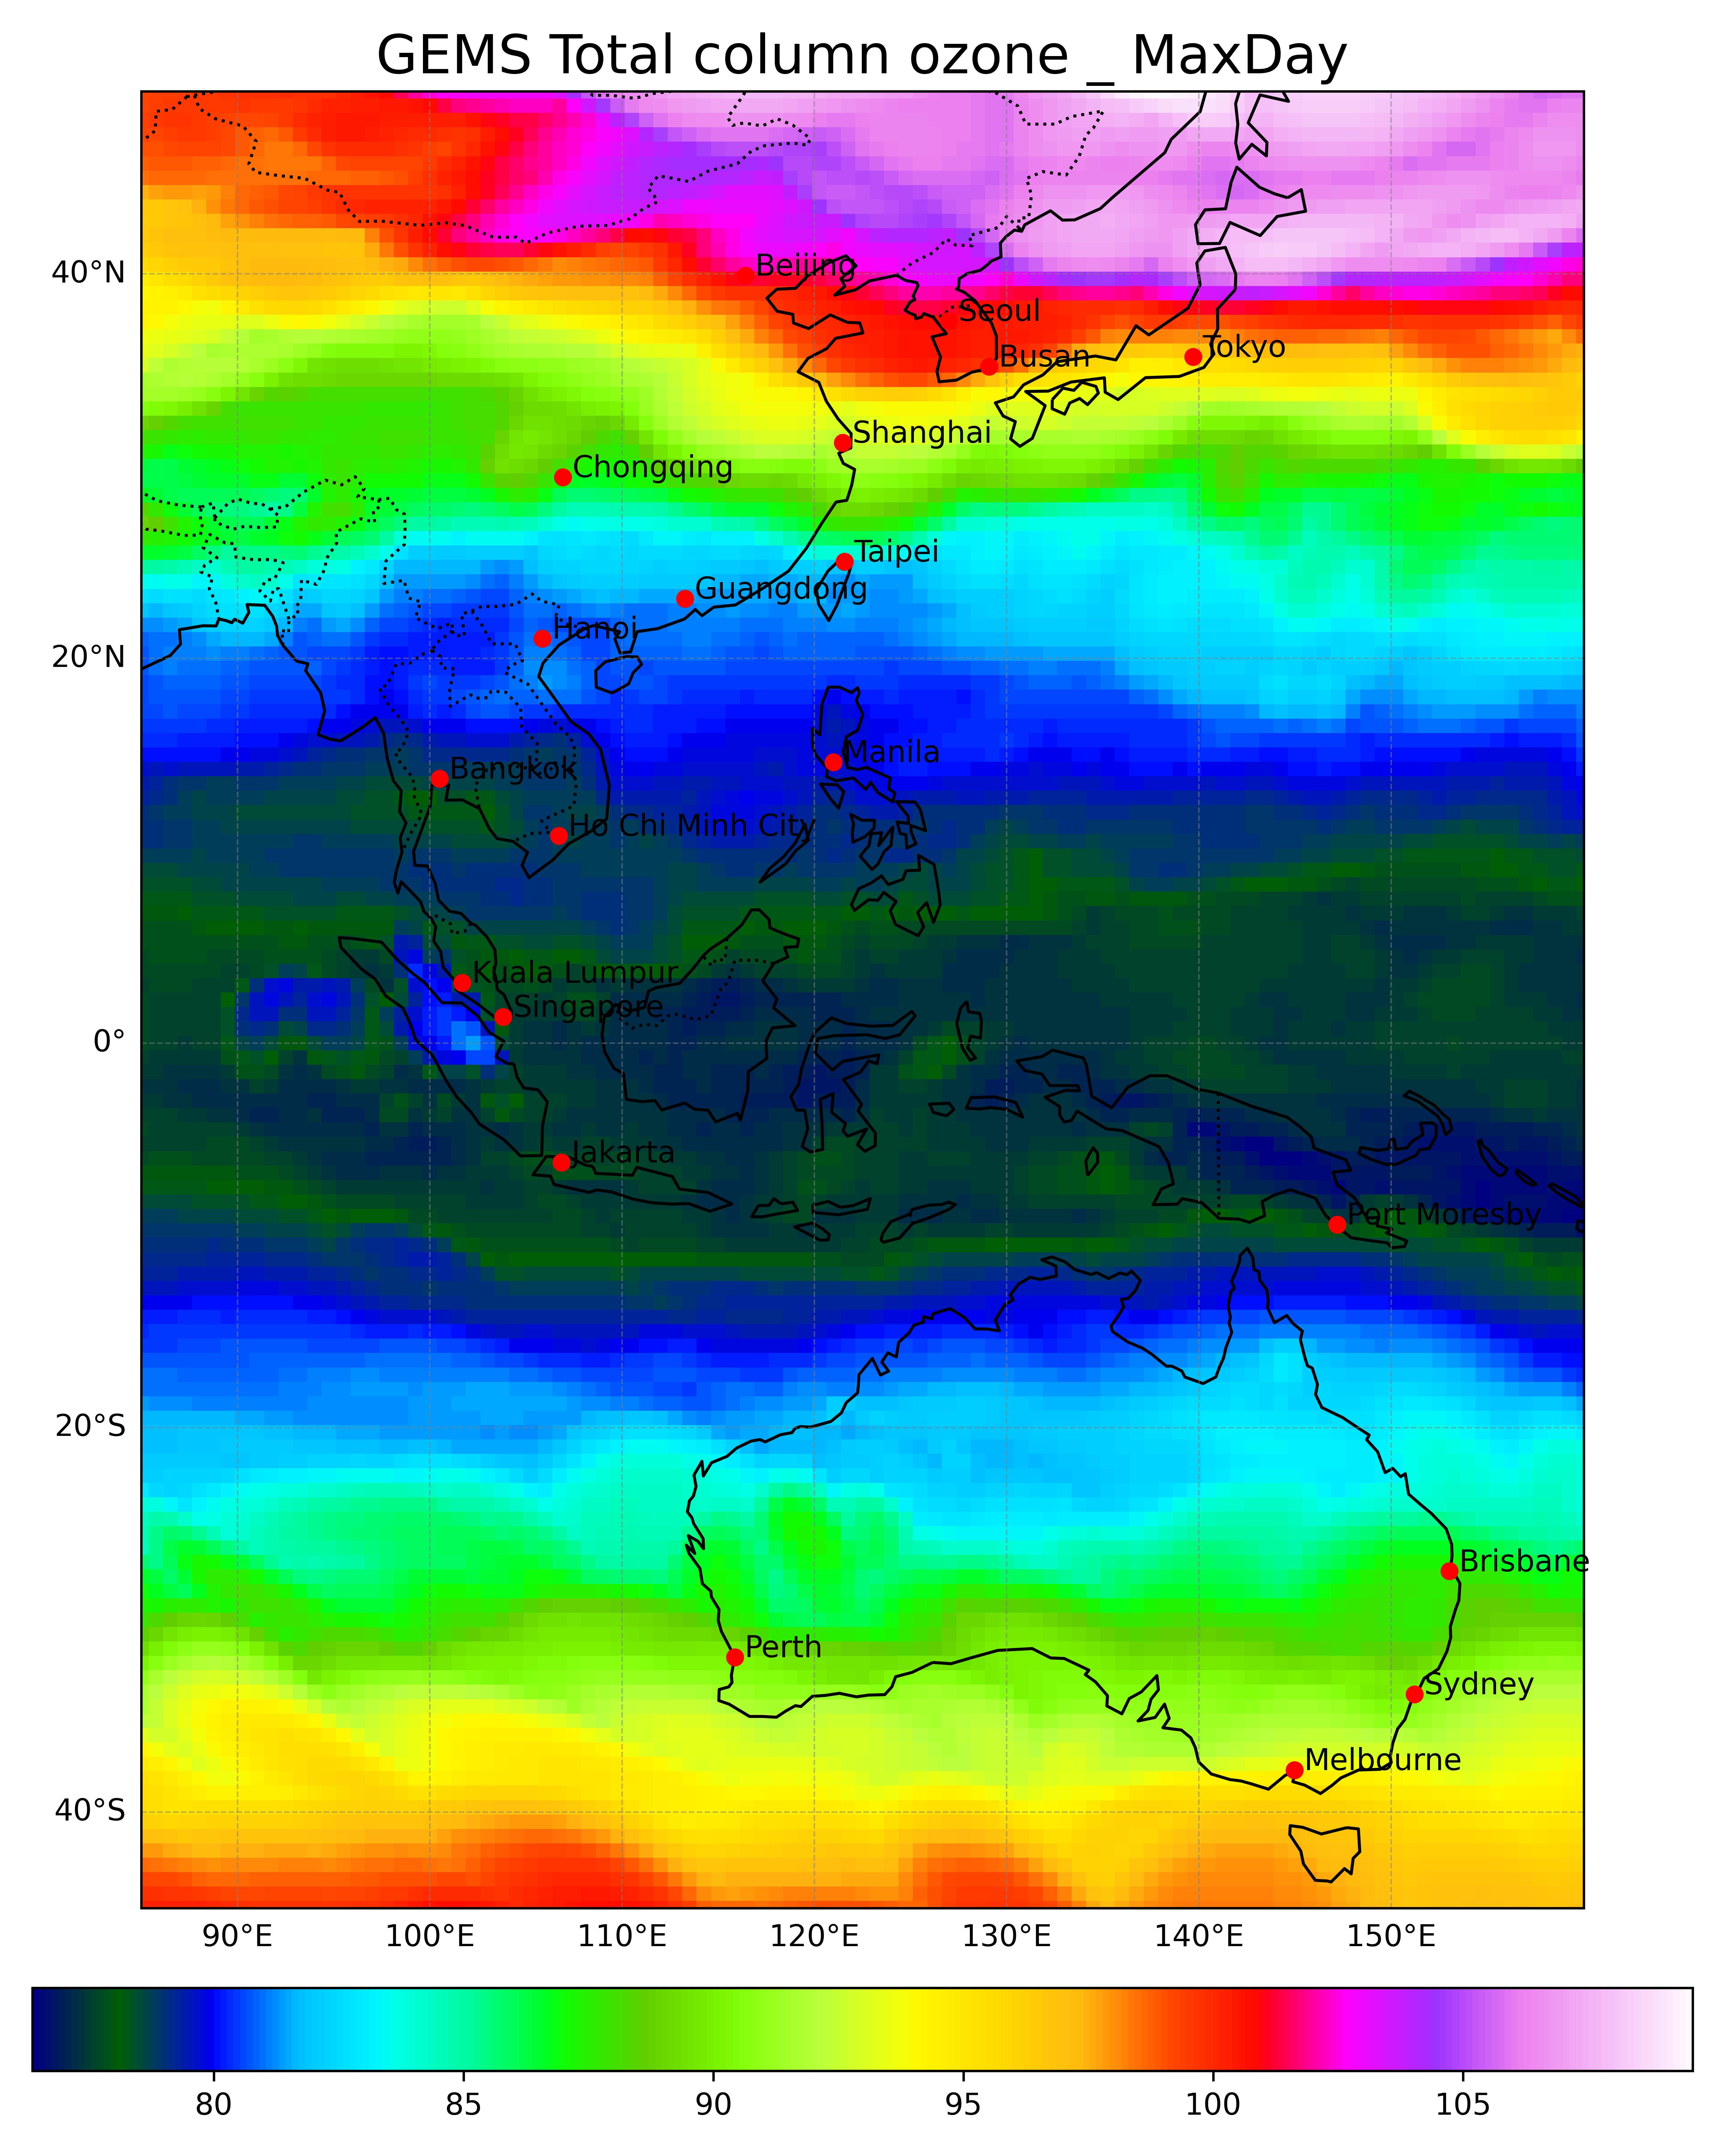 GEMS Total column ozone _ MaxDay
40°N
Beijing
Seoul
Busan
Tokyo
Shanghai
Chongqing
Taipei
Guangdong
Hanoi
20°N
Manila
Bangkok
Ho Chi Minh City
Kuala Lumpur
Singapore
0°
Jakarta
Port Moresby
20°S
Brisbane
Perth
Sydney
Melbourne
40°S
90°E 100°E 110°E 120°E 130°E 140°E 150°E
80 85 90 95 100 105